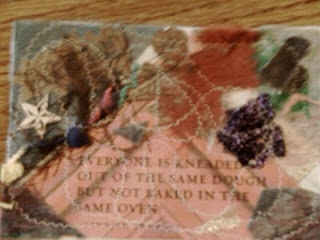 EVERYONE IS KNEADED
OUT OF THE SAME DOUGH
BUT NOT BAKED IN THE
SAME OVEN